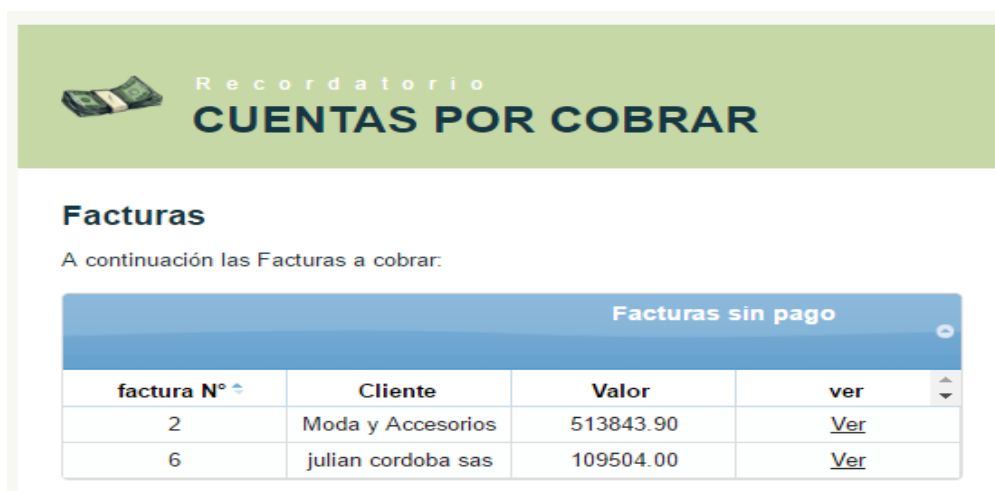 Recordatorio
CUENTAS POR COBRAR
Facturas
A continuación las Facturas a cobrar:
Facturas sin pago
factura N° Cliente Valor ver
2 Moda y Accesorios 513843.90 Ver
6 julian cordoba sas 109504.00 Ver